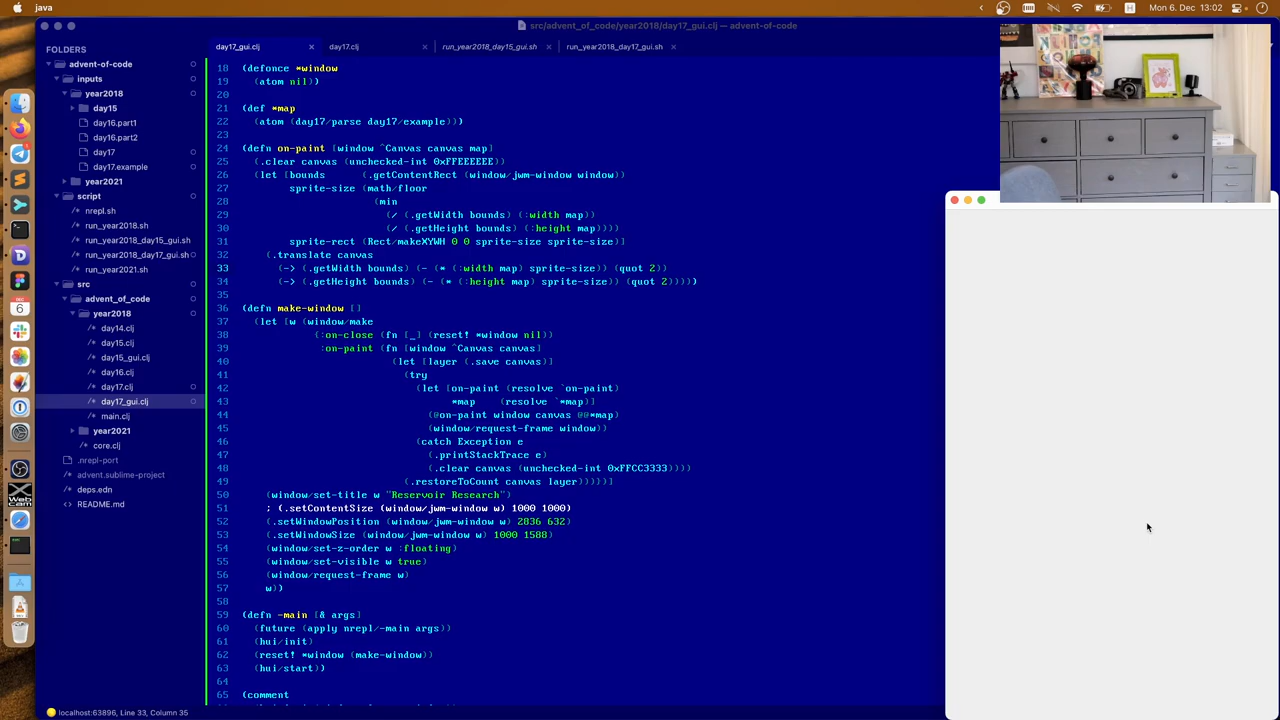 java
Mon 6. Dec 13:02
src/advent_of_code/year2018/day17_gui.clj — advent-of-code
FOLDERS
advent-of-code
inputs
year2018
day15
day16.part1
day16.part2
day17
day17.example
year2021
script
nrepl.sh
run_year2018.sh
run_year2018_day15_gui.sh
run_year2018_day17_gui.sh
run_year2021.sh
src
advent_of_code
year2018
day14.clj
day15.clj
day15_gui.clj
day16.clj
day17.clj
day17_gui.clj
main.clj
year2021
core.clj
.nrepl-port
advent.sublime-project
deps.edn
README.md
day17_gui.clj
day17.clj
run_year2018_day15_gui.sh
run_year2018_day17_gui.sh
18 (defonce *window
19 (atom nil))
20
21 (def *map
22 (atom (day17/parse day17/example)))
23
24 (defn on-paint [window ^Canvas canvas map]
25 (.clear canvas (unchecked-int 0xFFEEEEEE))
26 (let [bounds (.getContentRect (window/jwm-window window))
27 sprite-size (math/floor
28 (min
29 (/ (.getWidth bounds) (:width map))
30 (/ (.getHeight bounds) (:height map))))
31 sprite-rect (Rect/makeXYWH 0 0 sprite-size sprite-size)]
32 (.translate canvas
33 (-> (.getWidth bounds) (- (* (:width map) sprite-size)) (quot 2))
34 (-> (.getHeight bounds) (- (* (:height map) sprite-size)) (quot 2)))))
35
36 (defn make-window []
37 (let [w (window/make
38 {:on-close (fn [_] (reset! *window nil))
39 :on-paint (fn [window ^Canvas canvas]
40 (let [layer (.save canvas)]
41 (try
42 (let [on-paint (resolve `on-paint)
43 *map (resolve `*map)]
44 (@on-paint window canvas @@*map)
45 (window/request-frame window))
46 (catch Exception e
47 (.printStackTrace e)
48 (.clear canvas (unchecked-int 0xFFCC3333))))
49 (.restoreToCount canvas layer)))})]
50 (window/set-title w "Reservoir Research")
51 ; (.setContentSize (window/jwm-window w) 1000 1000)
52 (.setWindowPosition (window/jwm-window w) 2836 632)
53 (.setWindowSize (window/jwm-window w) 1000 1588)
54 (window/set-z-order w :floating)
55 (window/set-visible w true)
56 (window/request-frame w)
57 w))
58
59 (defn -main [& args]
60 (future (apply nrepl/-main args))
61 (hui/init)
62 (reset! *window (make-window))
63 (hui/start))
64
65 (comment
localhost:63896, Line 33, Column 35